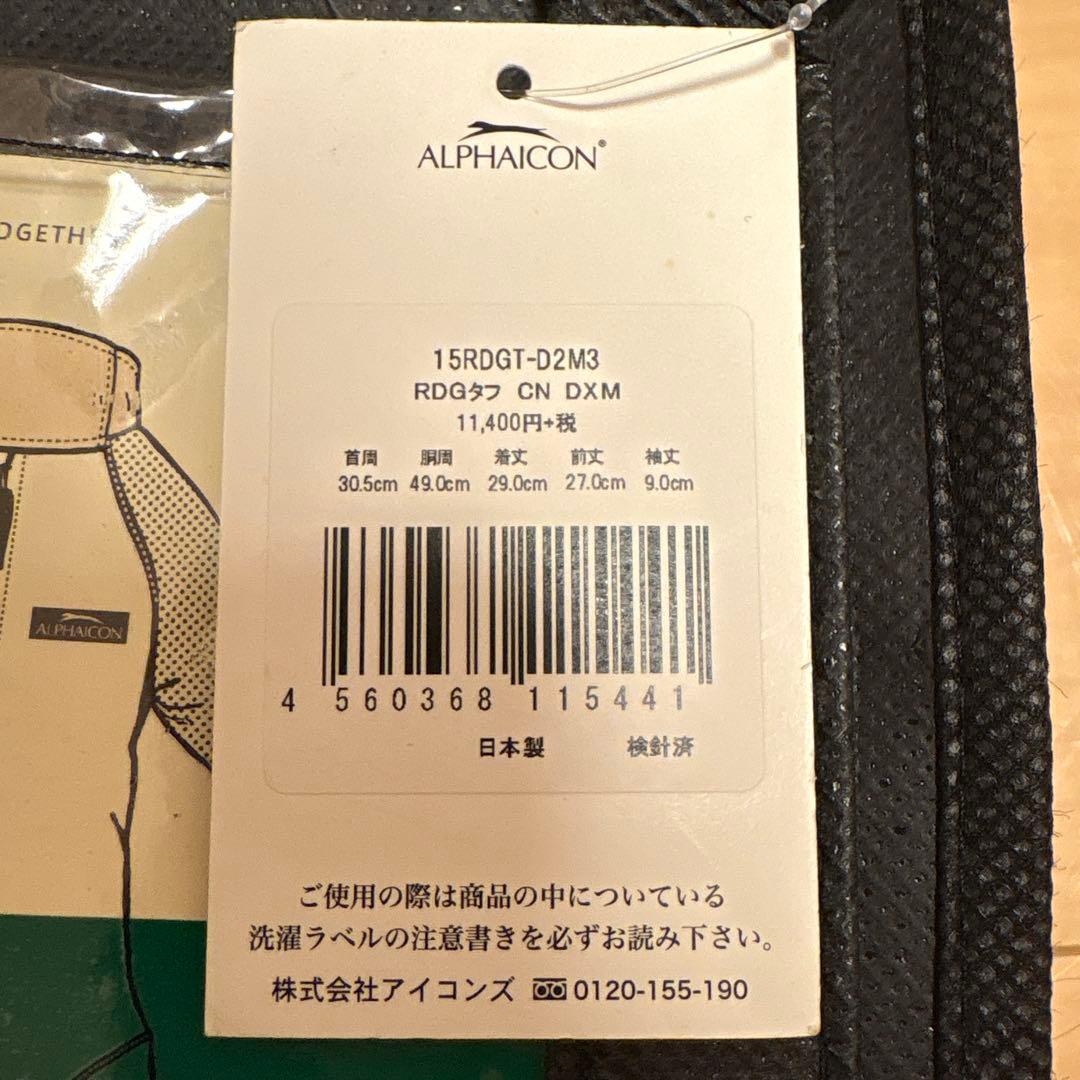 ALPHAICON®
15RDGT-D2M3
RDGタフ CN DXM
11,400円+税
首周 胴周 着丈 前丈 袖丈
30.5cm 49.0cm 29.0cm 27.0cm 9.0cm
4 560368 115441
日本製 検針済
ご使用の際は商品の中についている
洗濯ラベルの注意書きを必ずお読み下さい。
株式会社アイコンズ 0120-155-190
ALPHAICON